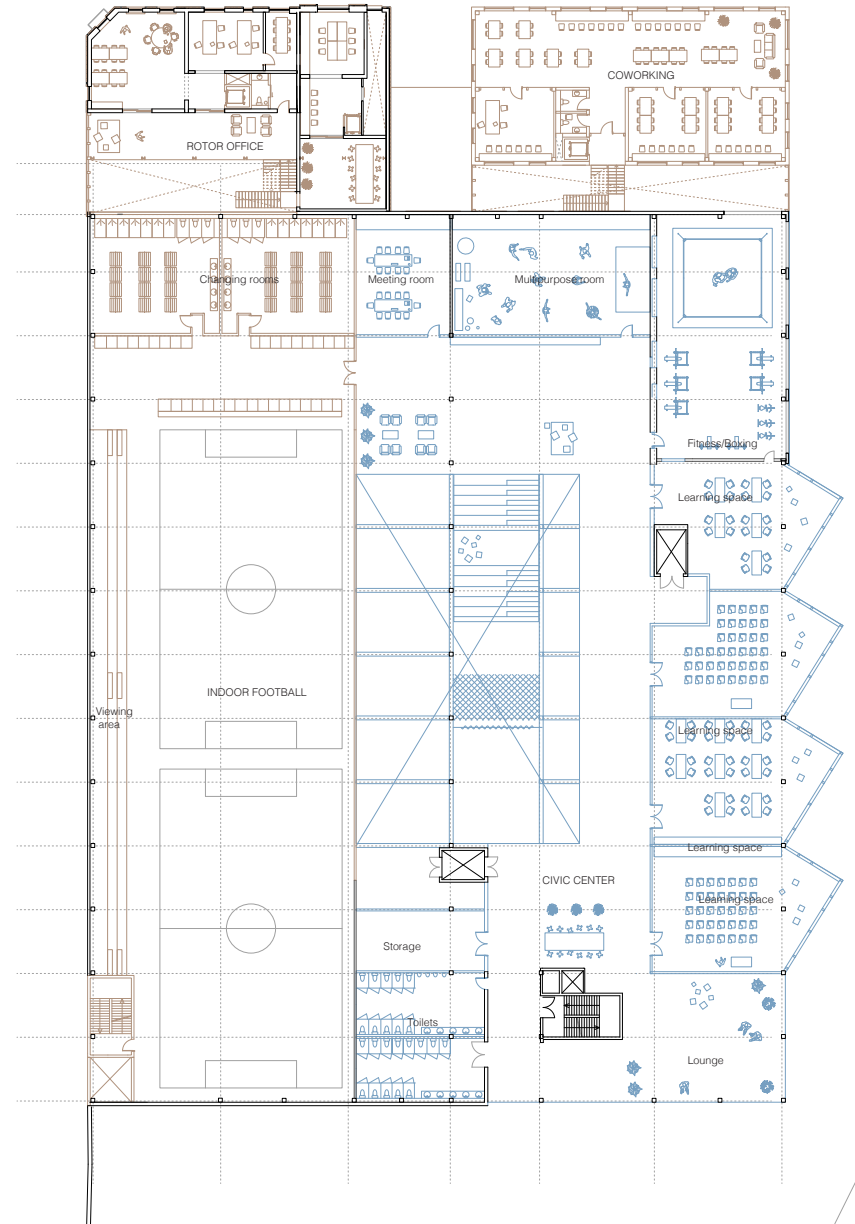 COWORKING
ROTOR OFFICE
Changing rooms
Meeting room
Multipurpose room
Fitness/Boxing
Learning space
INDOOR FOOTBALL
Viewing
area
Learning space
Learning space
CIVIC CENTER
Learning space
Storage
Toilets
Lounge